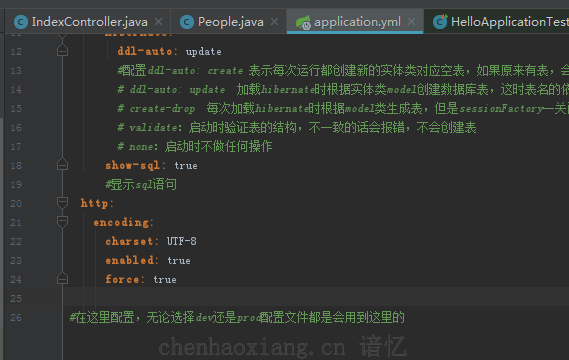 IndexController.java People.java application.yml HelloApplicationTest
12 ddl-auto: update
13 #配置ddl-auto: create 表示每次运行都创建新的实体类对应空表，如果原来有表，会
14 # ddl-auto: update 加载hibernate时根据实体类model创建数据库表，这时表名的依
15 # create-drop 每次加载hibernate时根据model类生成表，但是sessionFactory一关
16 # validate: 启动时验证表的结构，不一致的话会报错，不会创建表
17 # none: 启动时不做任何操作
18 show-sql: true
19 #显示sql语句
20 http:
21 encoding:
22 charset: UTF-8
23 enabled: true
24 force: true
25
26 #在这里配置，无论选择dev还是prod配置文件都是会用到这里的
chenhaoxiang.cn 谙忆